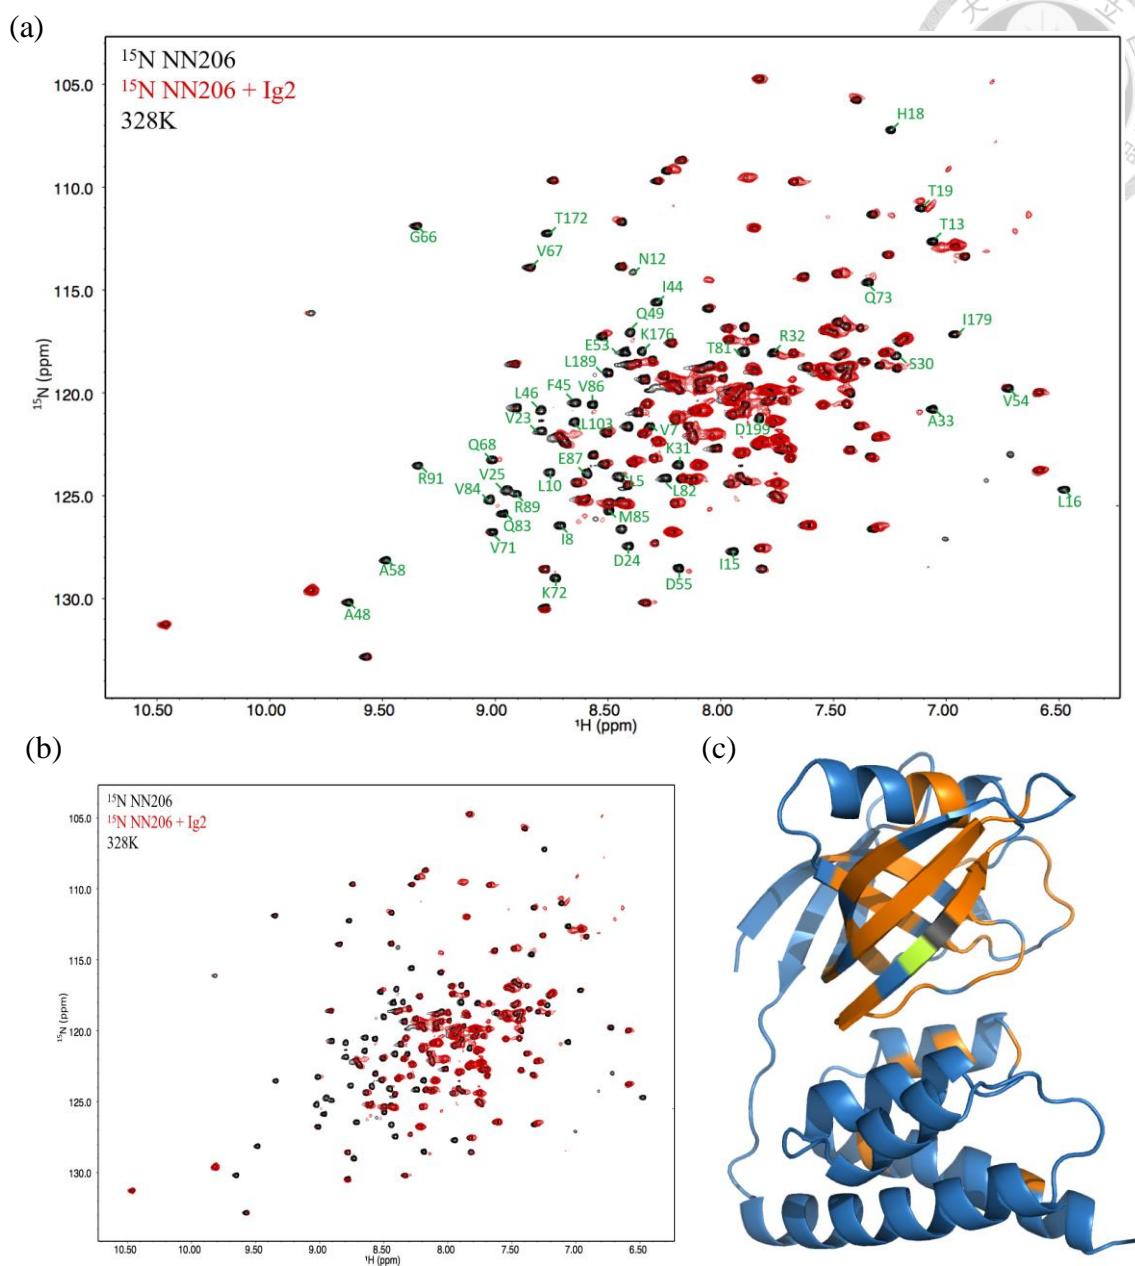 (a)
¹⁵N NN206
¹⁵N NN206 + Ig2
328K
105.0
110.0
115.0
120.0
125.0
130.0
¹⁵N (ppm)
H18
T19
T13
G66
T172
V67
N12
I44
Q73
Q49
E53
K176
T81
R32
I179
S30
L189
F45
V86
V54
L46
V23
L103
V7
D199
A33
Q68
V25
E87
K31
R91
L10
L5
L82
L16
V84
R89
Q83
M85
V71
I8
D24
I15
A58
K72
D55
A48
10.50 10.00 9.50 9.00 8.50 8.00 7.50 7.00 6.50
¹H (ppm)
(b)
¹⁵N NN206
¹⁵N NN206 + Ig2
328K
105.0
110.0
115.0
120.0
125.0
130.0
¹⁵N (ppm)
10.50 10.00 9.50 9.00 8.50 8.00 7.50 7.00 6.50
¹H (ppm)
(c)